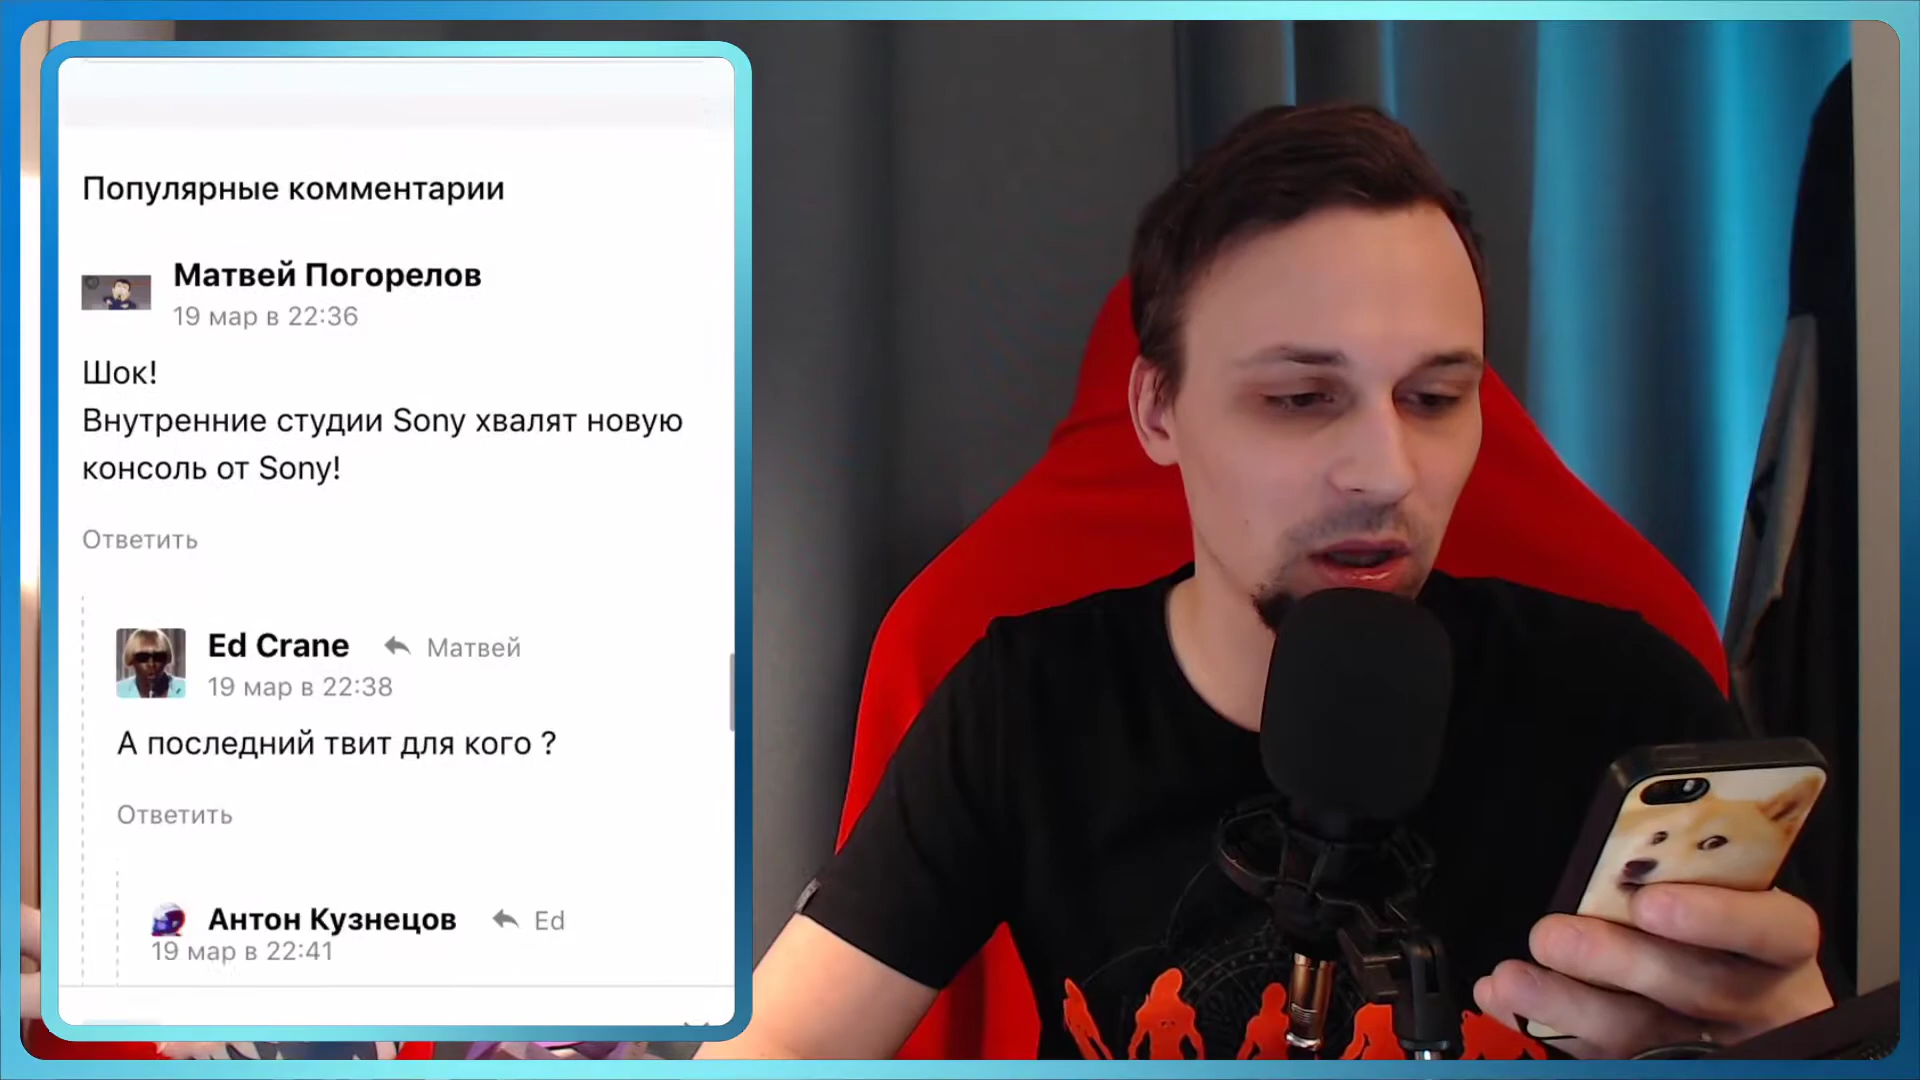 Популярные комментарии
Матвей Погорелов
19 мар в 22:36
Шок!
Внутренние студии Sony хвалят новую
консоль от Sony!
Ответить
Ed Crane Матвей
19 мар в 22:38
А последний твит для кого ?
Ответить
Антон Кузнецов Ed
19 мар в 22:41